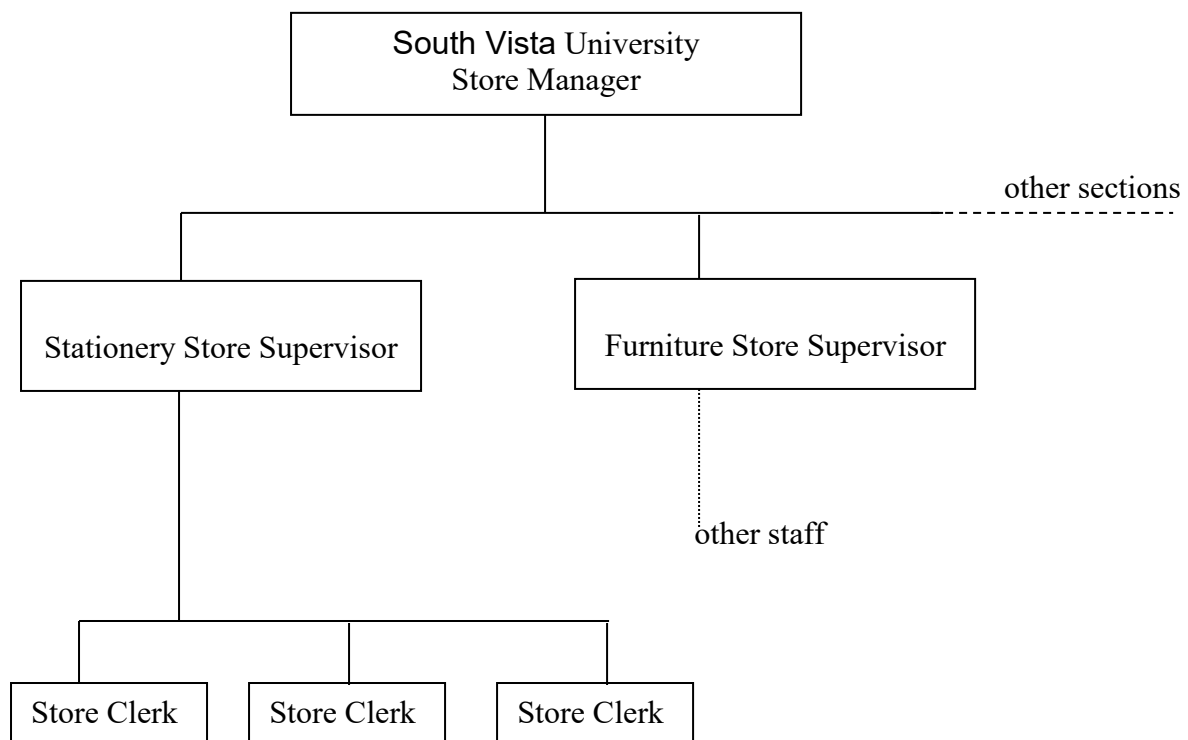 South Vista University
Store Manager
other sections
Stationery Store Supervisor
Furniture Store Supervisor
other staff
Store Clerk
Store Clerk
Store Clerk